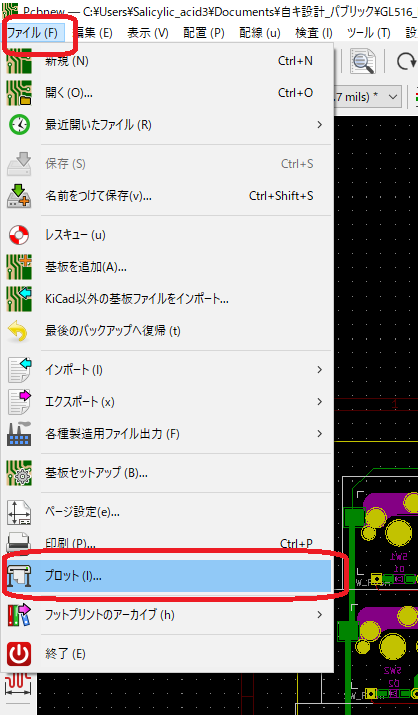 Pcbnew — C:¥Users¥Salicylic_acid3¥Documents¥自キ設計_パブリック¥GL516_
ファイル (F) 編集 (E) 表示 (V) 配置 (P) 配線 (u) 検査 (I) ツール (T) 設
新規 (N) Ctrl+N
開く(O)... Ctrl+O
.7 mils) *
最近開いたファイル (R)
保存 (S) Ctrl+S
名前をつけて保存(v)... Ctrl+Shift+S
レスキュー (u)
基板を追加(A)...
KiCad以外の基板ファイルをインポート...
最後のバックアップへ復帰 (t)
インポート (I)
エクスポート (x)
各種製造用ファイル出力 (F)
基板セットアップ (B)...
ページ設定(e)...
印刷 (P)... Ctrl+P
プロット (l)...
フットプリントのアーカイブ (h)
終了 (E)
SW1
D1
SW2
D2